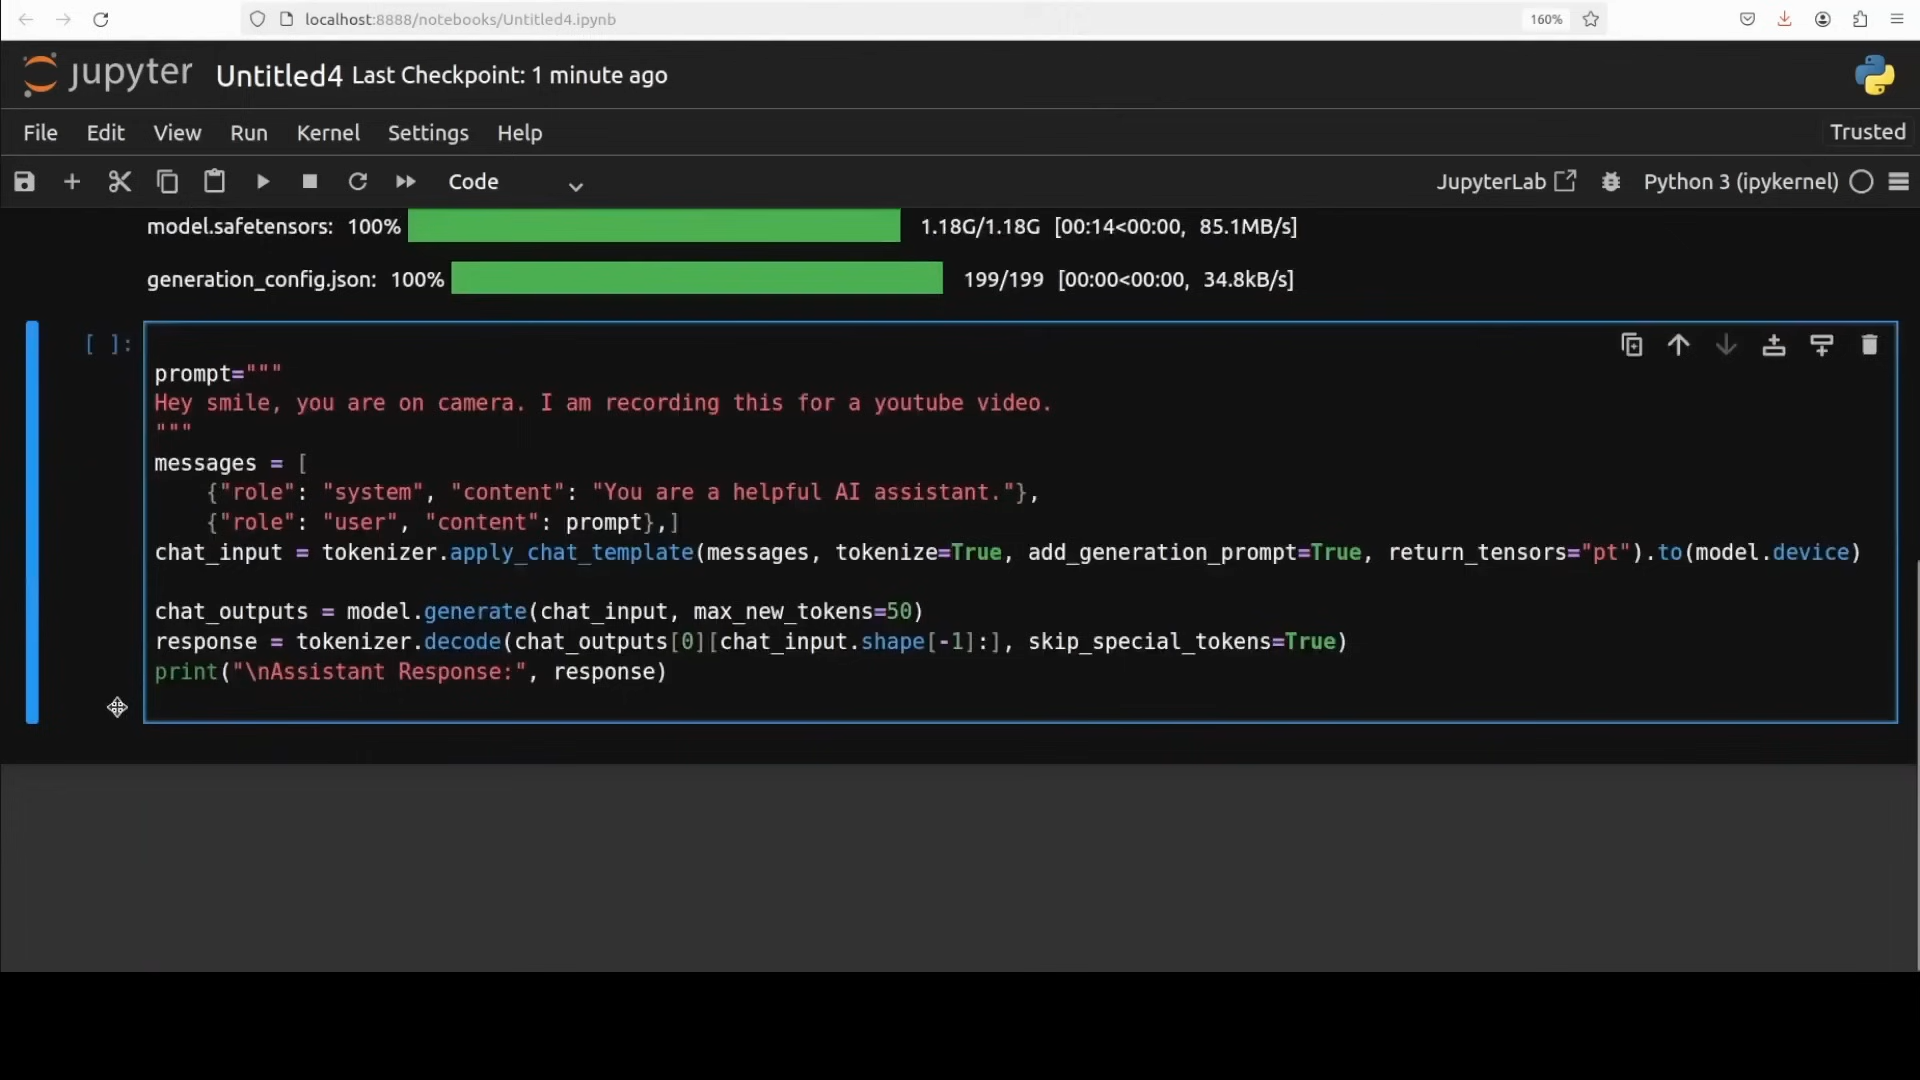 localhost:8888/notebooks/Untitled4.ipynb 160%
jupyter Untitled4 Last Checkpoint: 1 minute ago
File Edit View Run Kernel Settings Help Trusted
Code JupyterLab Python 3 (ipykernel)
model.safetensors: 100% 1.18G/1.18G [00:14<00:00, 85.1MB/s]
generation_config.json: 100% 199/199 [00:00<00:00, 34.8kB/s]
[ ]:
prompt="""
Hey smile, you are on camera. I am recording this for a youtube video.
"""
messages = [
    {"role": "system", "content": "You are a helpful AI assistant."},
    {"role": "user", "content": prompt},]
chat_input = tokenizer.apply_chat_template(messages, tokenize=True, add_generation_prompt=True, return_tensors="pt").to(model.device)
chat_outputs = model.generate(chat_input, max_new_tokens=50)
response = tokenizer.decode(chat_outputs[0][chat_input.shape[-1]:], skip_special_tokens=True)
print("\nAssistant Response:", response)